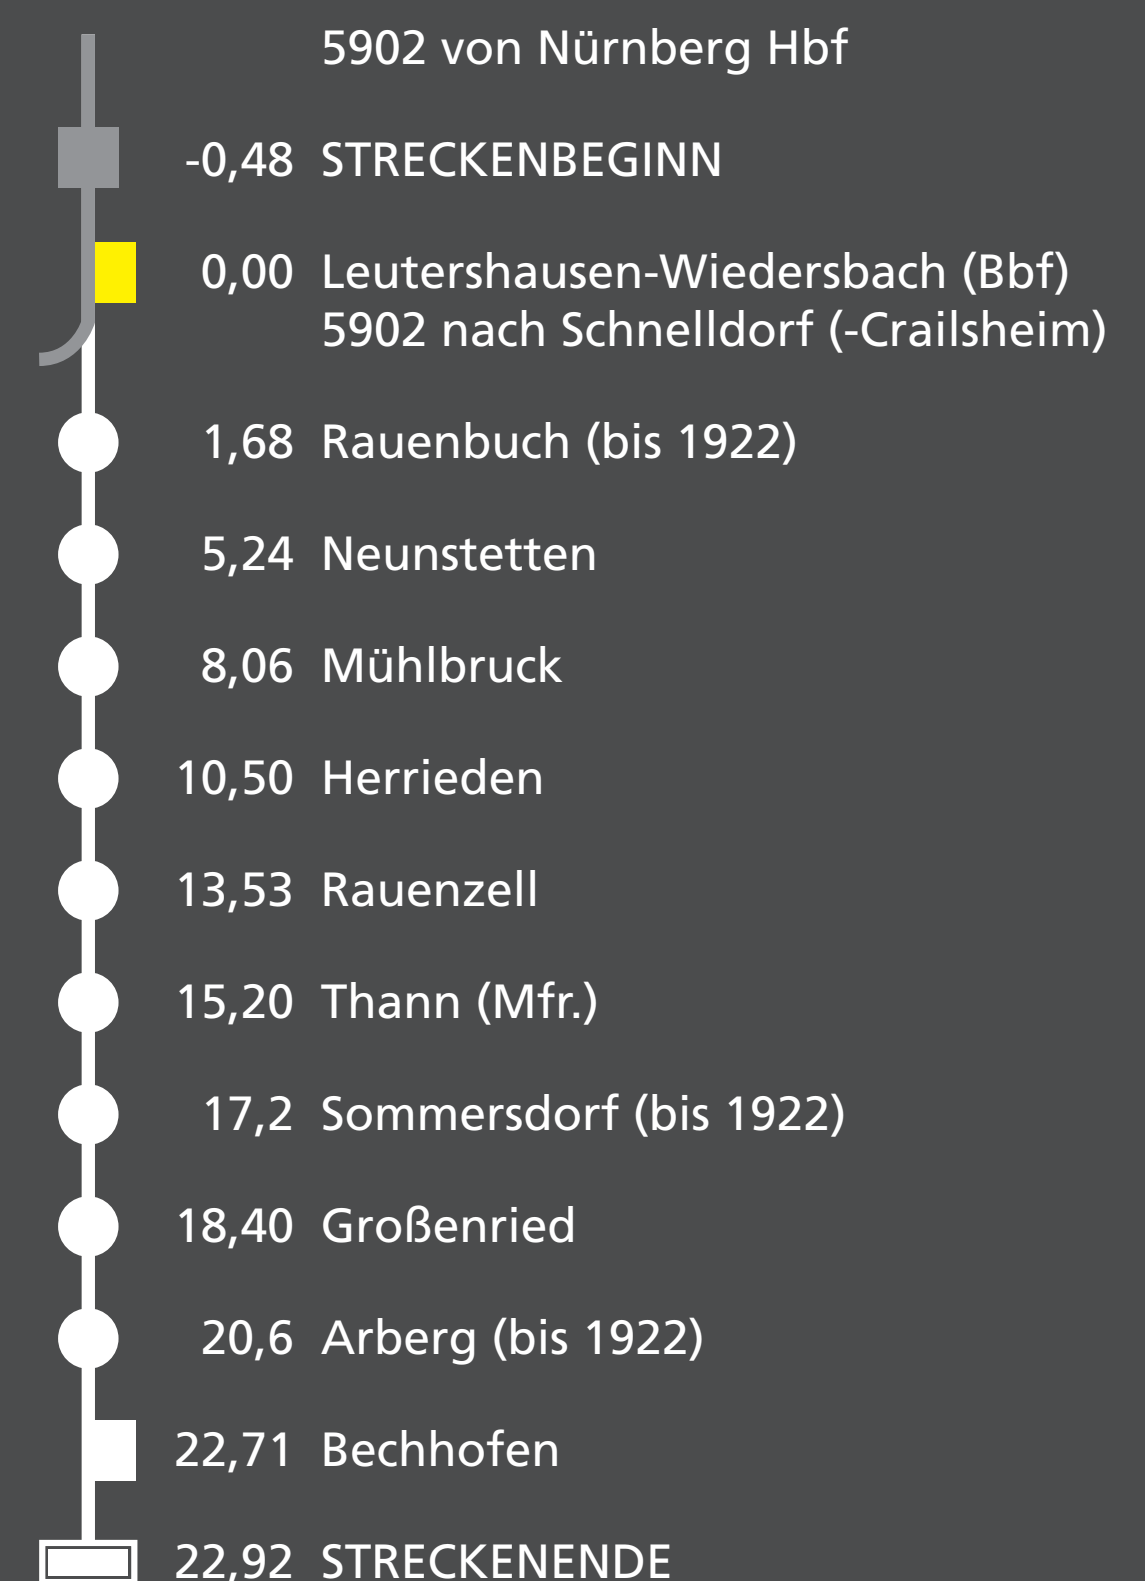 5902 von Nürnberg Hbf
-0,48 STRECKENBEGINN
0,00 Leutershausen-Wiedersbach (Bbf)
5902 nach Schnelldorf (-Crailsheim)
1,68 Rauenbuch (bis 1922)
5,24 Neunstetten
8,06 Mühlbruck
10,50 Herrieden
13,53 Rauenzell
15,20 Thann (Mfr.)
17,2 Sommersdorf (bis 1922)
18,40 Großenried
20,6 Arberg (bis 1922)
22,71 Bechhofen
22,92 STRECKENENDE